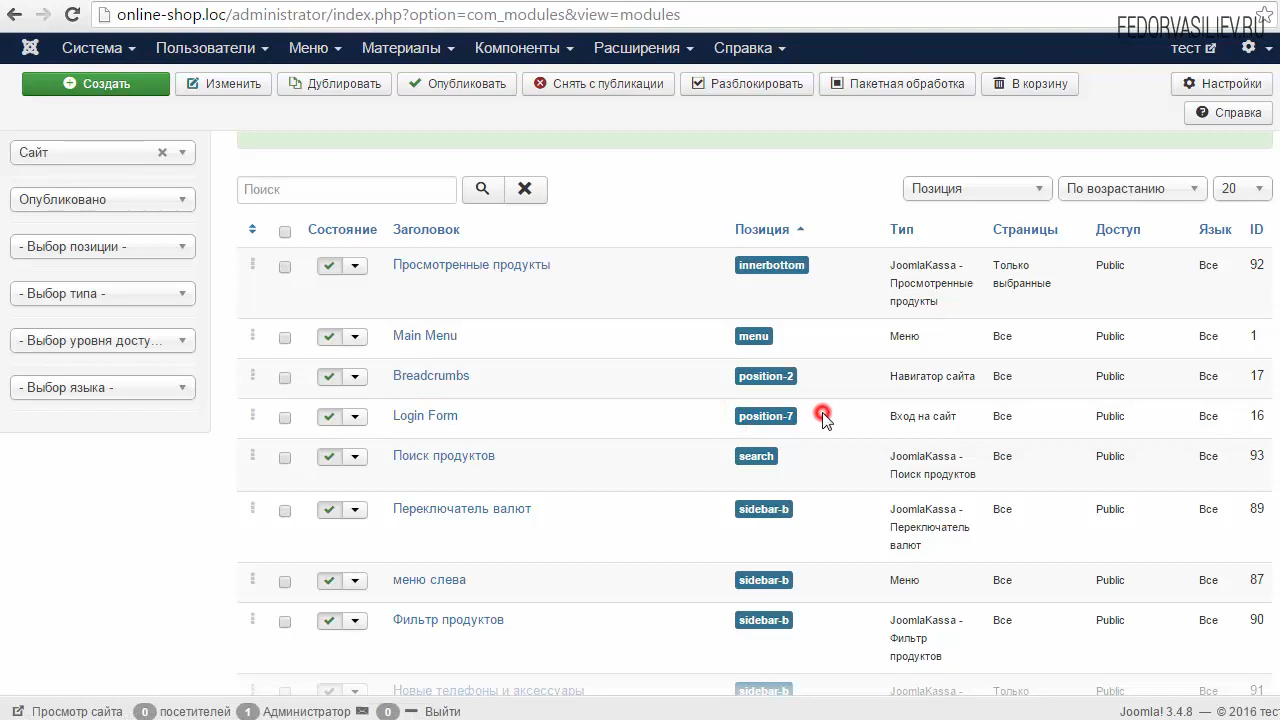 online-shop.loc/administrator/index.php?option=com_modules&view=modules
FEDORVASILIEV.RU
Система Пользователи Меню Материалы Компоненты Расширения Справка тест
Создать Изменить Дублировать Опубликовать Снять с публикации Разблокировать Пакетная обработка В корзину Настройки
Справка
Сайт
Опубликовано
- Выбор позиции -
- Выбор типа -
- Выбор уровня досту...
- Выбор языка -
Поиск Позиция По возрастанию 20
Состояние Заголовок Позиция Тип Страницы Доступ Язык ID
Просмотренные продукты innerbottom JoomlaKassa - Только Public Все 92
Просмотренные выбранные
продукты
Main Menu menu Меню Все Public Все 1
Breadcrumbs position-2 Навигатор сайта Все Public Все 17
Login Form position-7 Вход на сайт Все Public Все 16
Поиск продуктов search JoomlaKassa - Все Public Все 93
Поиск продуктов
Переключатель валют sidebar-b JoomlaKassa - Все Public Все 89
Переключатель
валют
меню слева sidebar-b Меню Все Public Все 87
Фильтр продуктов sidebar-b JoomlaKassa - Все Public Все 90
Фильтр
продуктов
Новые телефоны и аксессуары sidebar-b JoomlaKassa - Только Public Все 91
Просмотр сайта 0 посетителей 1 Администратор 0 Выйти Joomla! 3.4.8 — © 2016 тес